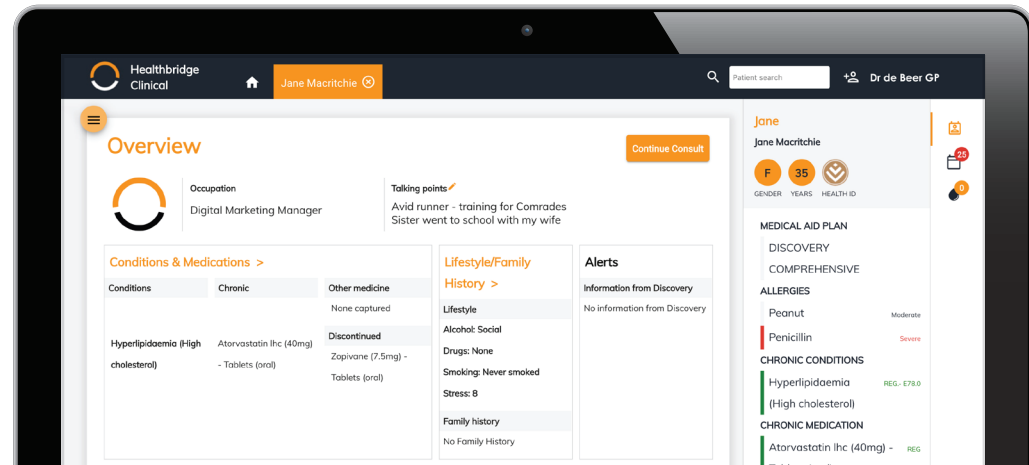 Healthbridge
Clinical
Jane Macritchie
Patient search
Dr de Beer GP
Overview
Continue Consult
Occupation
Digital Marketing Manager
Talking points
Avid runner - training for Comrades
Sister went to school with my wife
Conditions & Medications >
Conditions
Chronic
Other medicine
None captured
Hyperlipidaemia (High
cholesterol)
Atorvastatin Ihc (40mg)
- Tablets (oral)
Discontinued
Zopivane (7.5mg) -
Tablets (oral)
Lifestyle/Family
History >
Lifestyle
Alcohol: Social
Drugs: None
Smoking: Never smoked
Stress: 8
Family history
No Family History
Alerts
Information from Discovery
No information from Discovery
Jane
Jane Macritchie
F
35
GENDER
YEARS
HEALTH ID
MEDICAL AID PLAN
DISCOVERY
COMPREHENSIVE
ALLERGIES
Peanut
Moderate
Penicillin
Severe
CHRONIC CONDITIONS
Hyperlipidaemia
(High cholesterol)
REG.- E78.0
CHRONIC MEDICATION
Atorvastatin Ihc (40mg) -
REG
25
0